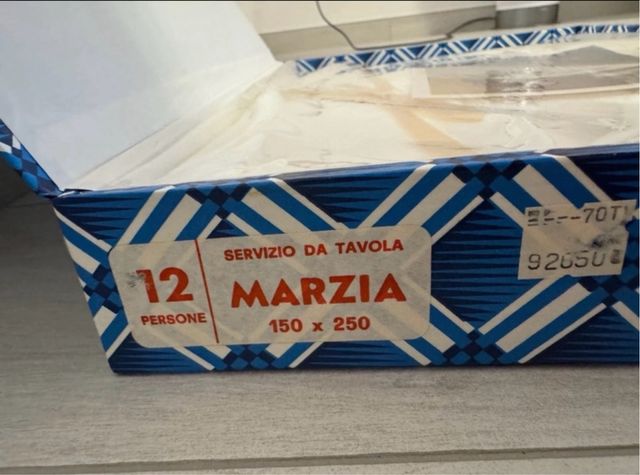 12
PERSONE
SERVIZIO DA TAVOLA
MARZIA
150 x 250